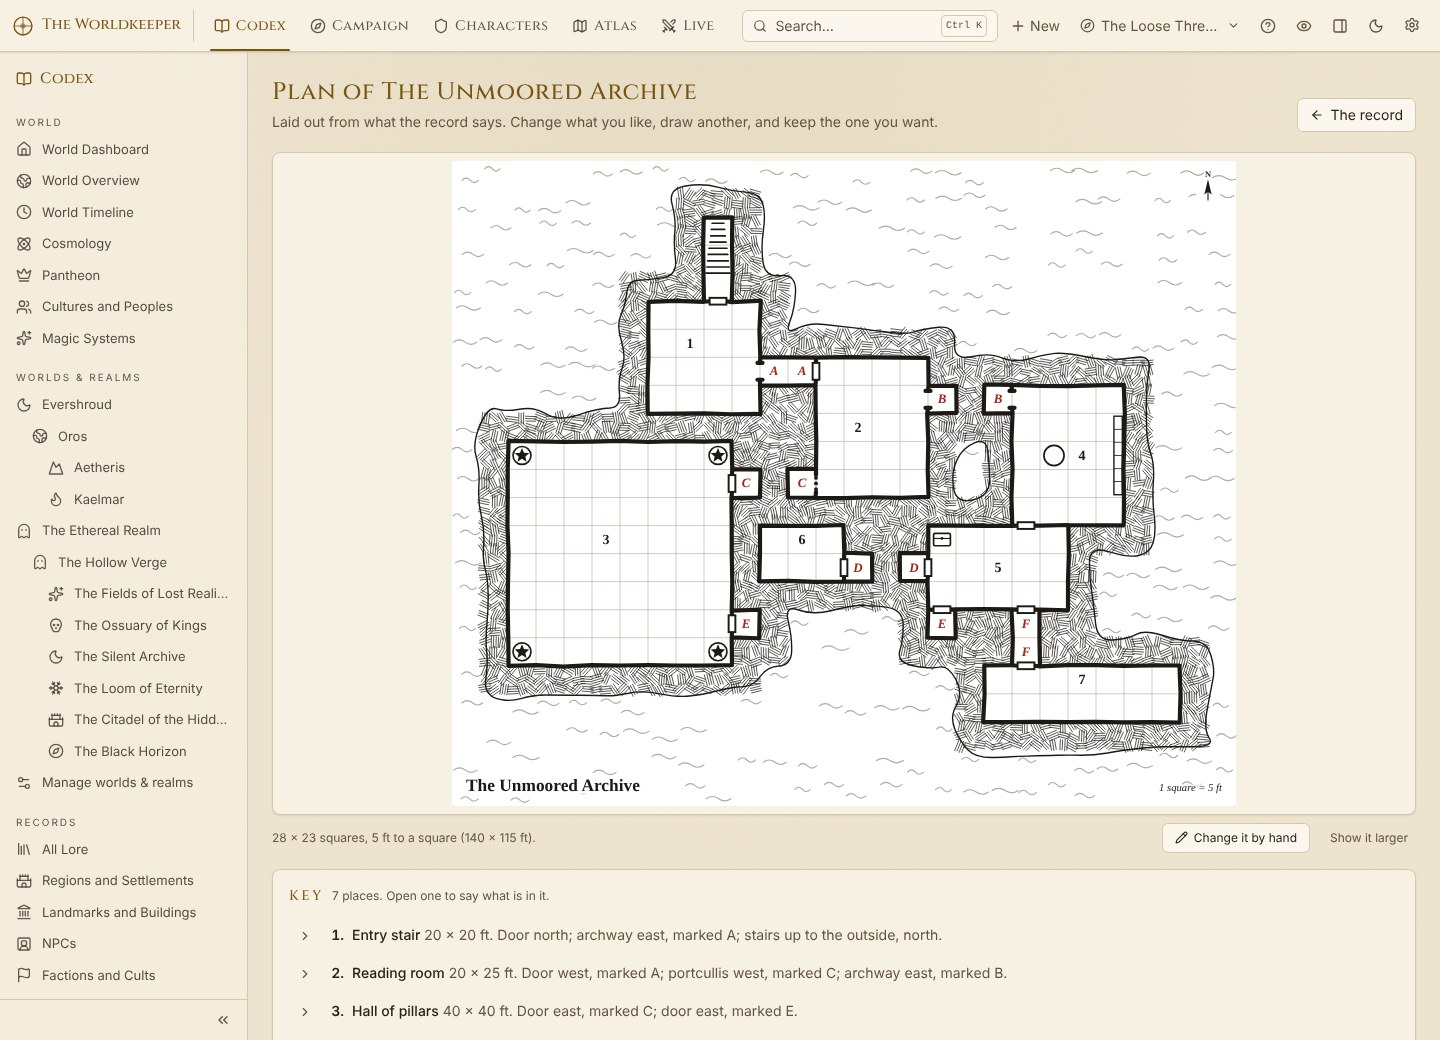 THE WORLDKEEPER
CODEX
CAMPAIGN
CHARACTERS
ATLAS
LIVE
Search...
Ctrl K
New
The Loose Thre...
CODEX
WORLD
World Dashboard
World Overview
World Timeline
Cosmology
Pantheon
Cultures and Peoples
Magic Systems
WORLDS & REALMS
Evershroud
Oros
Aetheris
Kaelmar
The Ethereal Realm
The Hollow Verge
The Fields of Lost Reali...
The Ossuary of Kings
The Silent Archive
The Loom of Eternity
The Citadel of the Hidd...
The Black Horizon
Manage worlds & realms
RECORDS
All Lore
Regions and Settlements
Landmarks and Buildings
NPCs
Factions and Cults
PLAN OF THE UNMOORED ARCHIVE
Laid out from what the record says. Change what you like, draw another, and keep the one you want.
The record
N
1
A A
B B
2
4
C C
3
6
D D
5
E E F
F
7
The Unmoored Archive
1 square = 5 ft
28 × 23 squares, 5 ft to a square (140 × 115 ft).
Change it by hand
Show it larger
KEY 7 places. Open one to say what is in it.
1. Entry stair 20 × 20 ft. Door north; archway east, marked A; stairs up to the outside, north.
2. Reading room 20 × 25 ft. Door west, marked A; portcullis west, marked C; archway east, marked B.
3. Hall of pillars 40 × 40 ft. Door east, marked C; door east, marked E.